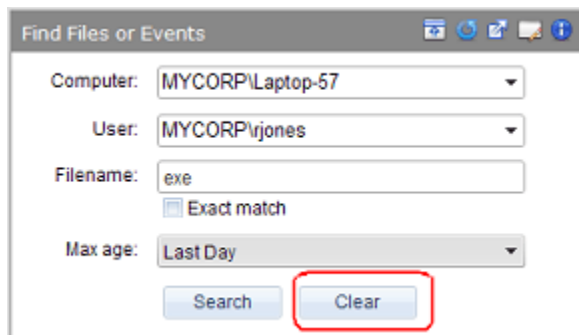 Find Files or Events
Computer: MYCORP\Laptop-57
User: MYCORP\rjones
Filename: exe
Exact match
Max age: Last Day
Search Clear